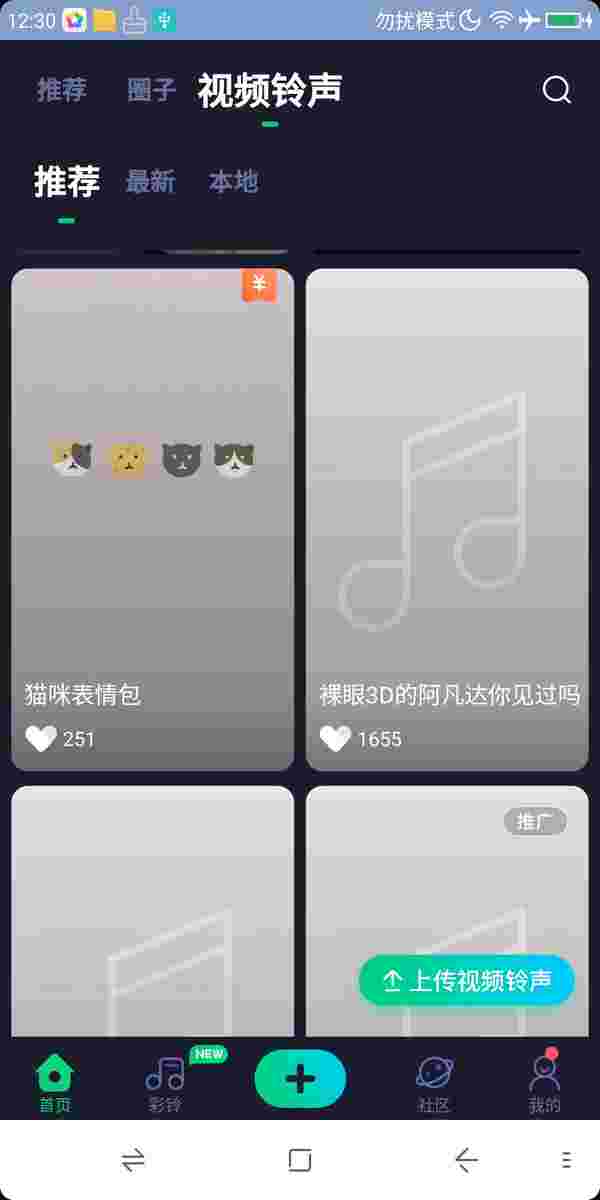 12:30 勿扰模式
推荐 圈子 视频铃声
推荐 最新 本地
¥
猫咪表情包
251
裸眼3D的阿凡达你见过吗
1655
推广
上传视频铃声
NEW
首页 彩铃 社区 我的